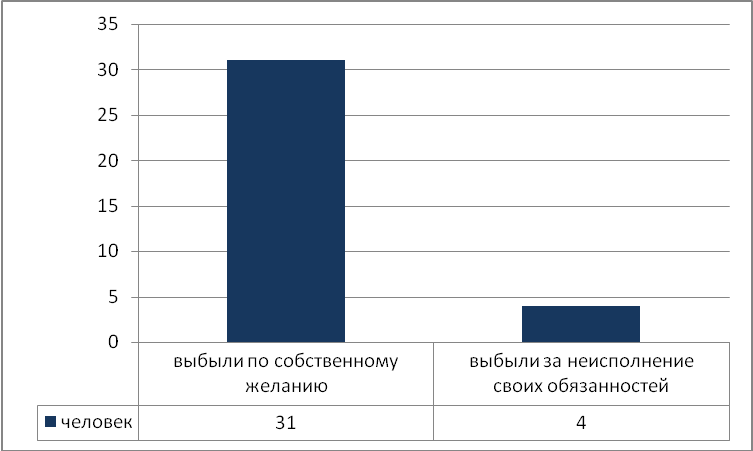 35
30
25
20
15
10
5
0
выбыли по собственному
желанию
выбыли за неисполнение
своих обязанностей
человек 31 4